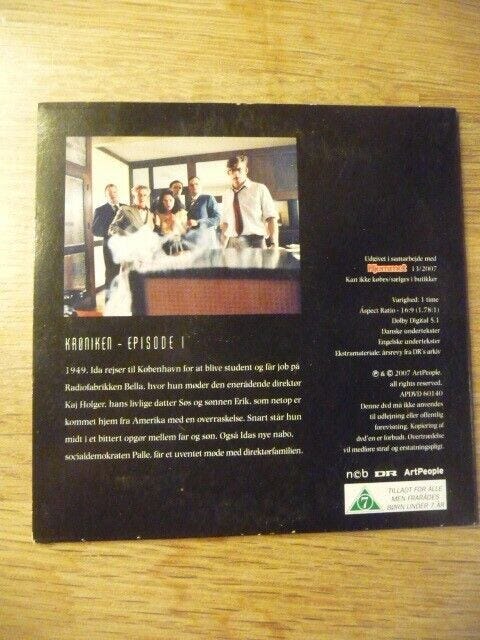 KRØNIKEN - EPISODE 1
1949. Ida rejser til København for at blive student og får job på
Radiofabrikken Bella, hvor hun møder den enerådende direktør
Kaj Holger, hans livlige datter Søs og sønnen Erik, som netop er
kommet hjem fra Amerika med en overraskelse. Snart står hun
midt i et bittert opgør mellem far og søn. Også Idas nye nabo,
socialdemokraten Palle, får et uventet møde med direktørfamilien.
Udgivet i samarbejde med
Hjemmet 13/2007
Kan ikke købes/sælges i butikker
Varighed: 1 time
Aspect Ratio - 16:9 (1,78:1)
Dolby Digital 5.1
Danske undertekster
Engelske undertekster
Ekstramateriale: årsrevy fra DR's arkiv
℗ & © 2007 ArtPeople.
all rights reserved.
APDVD 60140
Denne dvd må ikke anvendes
til udlejning eller offentlig
forevisning. Kopiering af
dvd'en er forbudt. Overtrædelse
vil medføre straf og erstatningspligt.
n©b DR ArtPeople
7
TILLADT FOR ALLE
MEN FRARÅDES
BØRN UNDER 7 ÅR